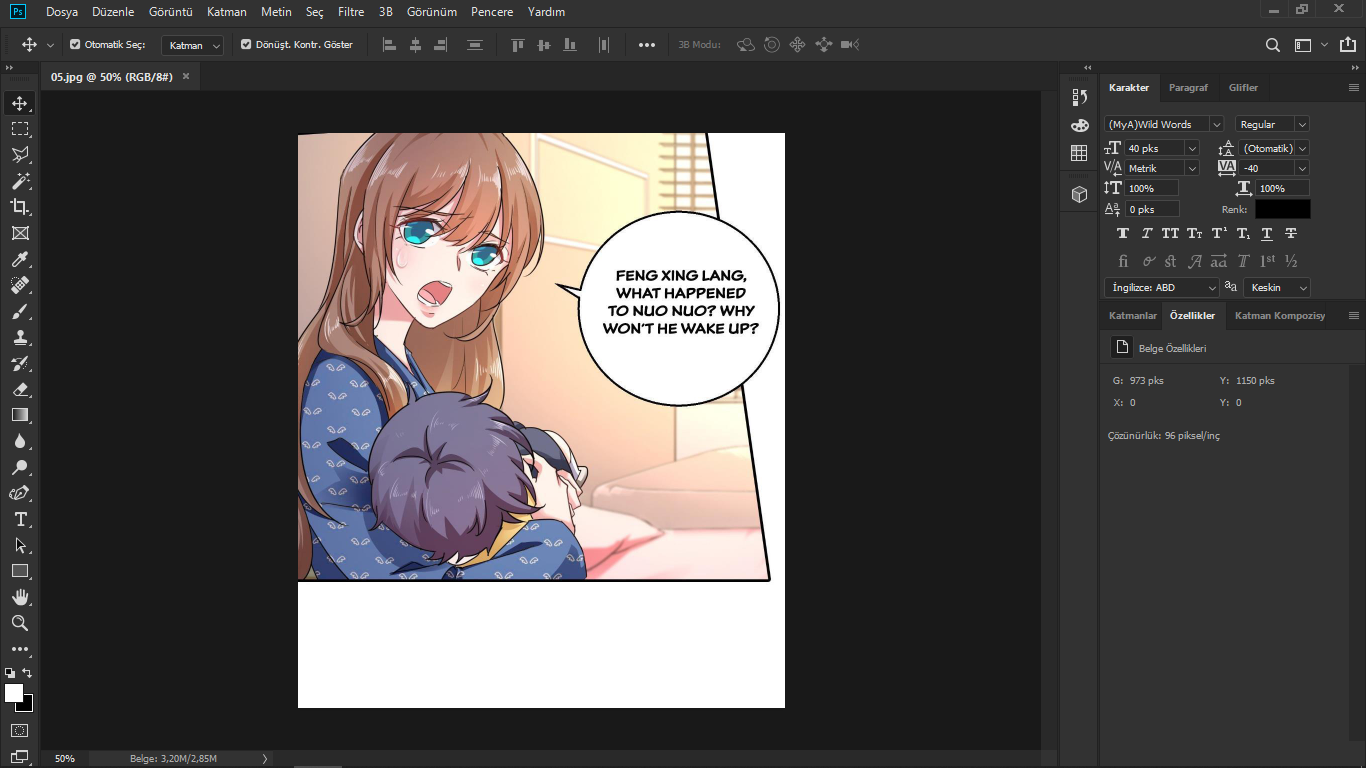 Ps Dosya Düzenle Görüntü Katman Metin Seç Filtre 3B Görünüm Pencere Yardım
Otomatik Seç: Katman Dönüşt. Kontr. Göster 3B Modu:
05.jpg @ 50% (RGB/8#)
FENG XING LANG,
WHAT HAPPENED
TO NUO NUO? WHY
WON'T HE WAKE UP?
Karakter Paragraf Glifler
(MyA)Wild Words Regular
40 pks (Otomatik)
Metrik -40
100% 100%
0 pks Renk:
İngilizce: ABD aa Keskin
Katmanlar Özellikler Katman Kompozisy
Belge Özellikleri
G: 973 pks Y: 1150 pks
X: 0 Y: 0
Çözünürlük: 96 piksel/inç
50% Belge: 3,20M/2,85M